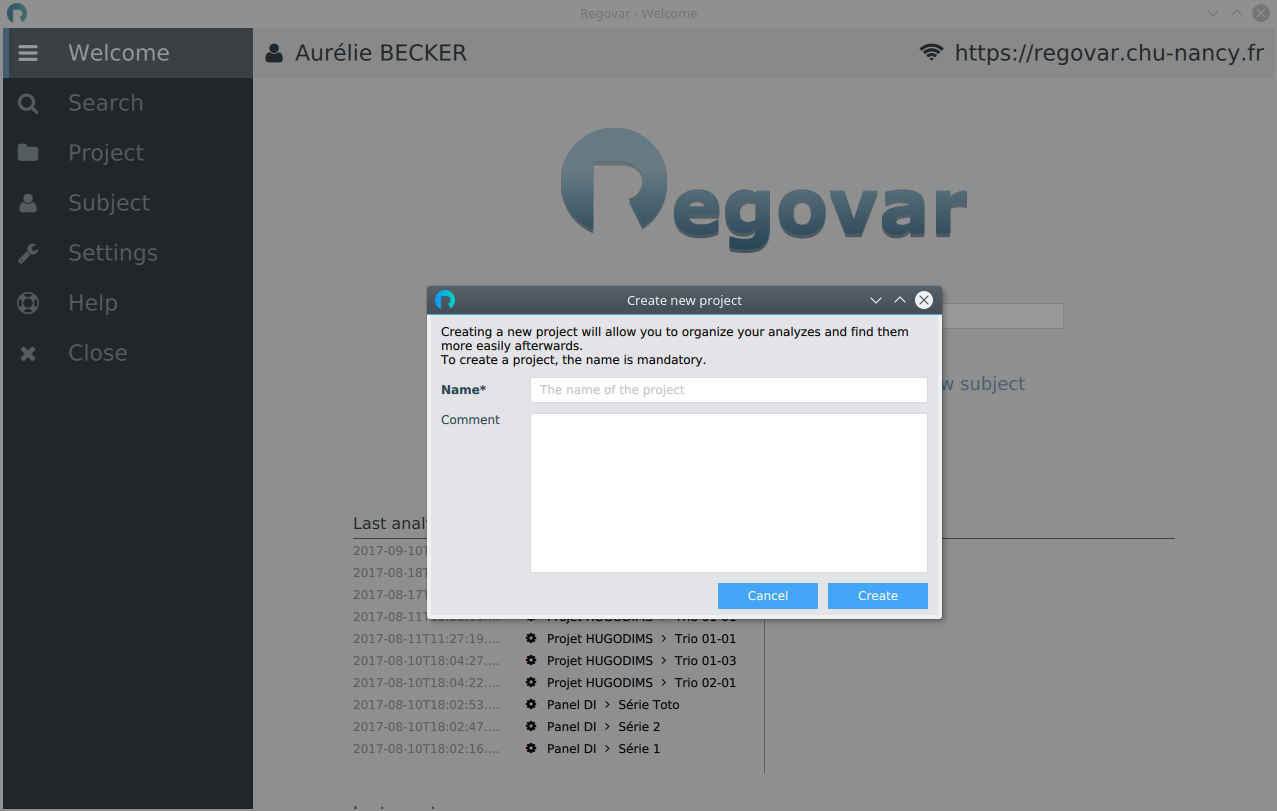 Regovar - Welcome
Welcome
Aurélie BECKER
https://regovar.chu-nancy.fr
Search
Project
Subject
Settings
Help
Close
Regovar
Create new project
Creating a new project will allow you to organize your analyzes and find them
more easily afterwards.
To create a project, the name is mandatory.
Name*
The name of the project
Comment
Cancel
Create
subject
Last
2017-09-10T
2017-08-18T
2017-08-17T
2017-08-11T11:27:19.... Projet HUGODIMS > Trio 01-01
2017-08-10T18:04:27.... Projet HUGODIMS > Trio 01-03
2017-08-10T18:04:22.... Projet HUGODIMS > Trio 02-01
2017-08-10T18:02:53.... Panel DI > Série Toto
2017-08-10T18:02:47.... Panel DI > Série 2
2017-08-10T18:02:16.... Panel DI > Série 1